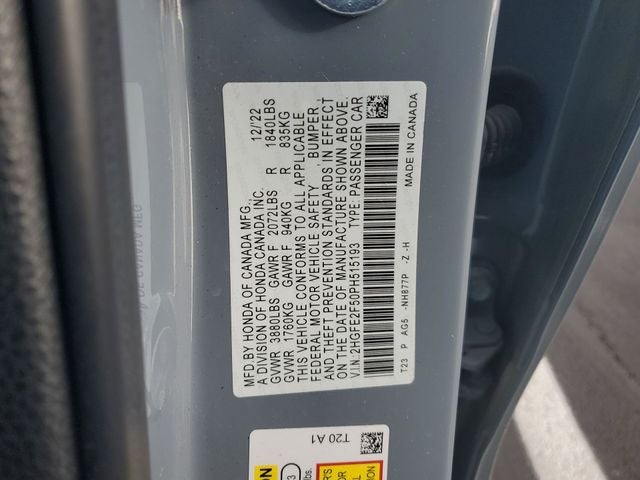 MFD BY HONDA OF CANADA MFG., 12/'22
A DIVISION OF HONDA CANADA INC.
GVWR 3880LBS GAWR F 2072LBS R 1840LBS
GVWR 1760KG GAWR F 940KG R 835KG
THIS VEHICLE CONFORMS TO ALL APPLICABLE
FEDERAL MOTOR VEHICLE SAFETY , BUMPER,
AND THEFT PREVENTION STANDARDS IN EFFECT
ON THE DATE OF MANUFACTURE SHOWN ABOVE.
V.I.N:2HGFE2F50PH515193 TYPE: PASSENGER CAR
T23 P AG5 -NH877P -Z -H
MADE IN CANADA
T20 A1